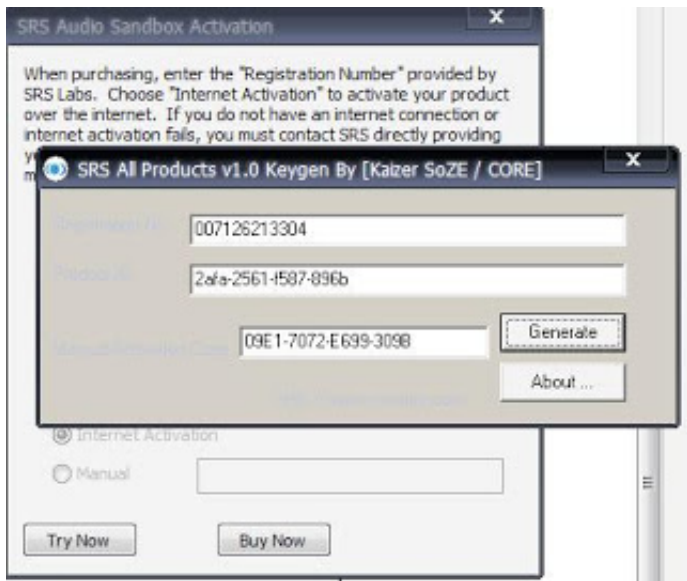 SRS Audio Sandbox Activation
When purchasing, enter the "Registration Number" provided by
SRS Labs. Choose "Internet Activation" to activate your product
over the internet. If you do not have an internet connection or
internet activation fails, you must contact SRS directly providing
SRS All Products v1.0 Keygen By [Kaizer SoZE / CORE]
007126213304
2afa-2561-f587-896b
Manual Activation Code:
09E1-7072-E699-309B
Generate
About ...
Internet Activation
Manual
Try Now
Buy Now